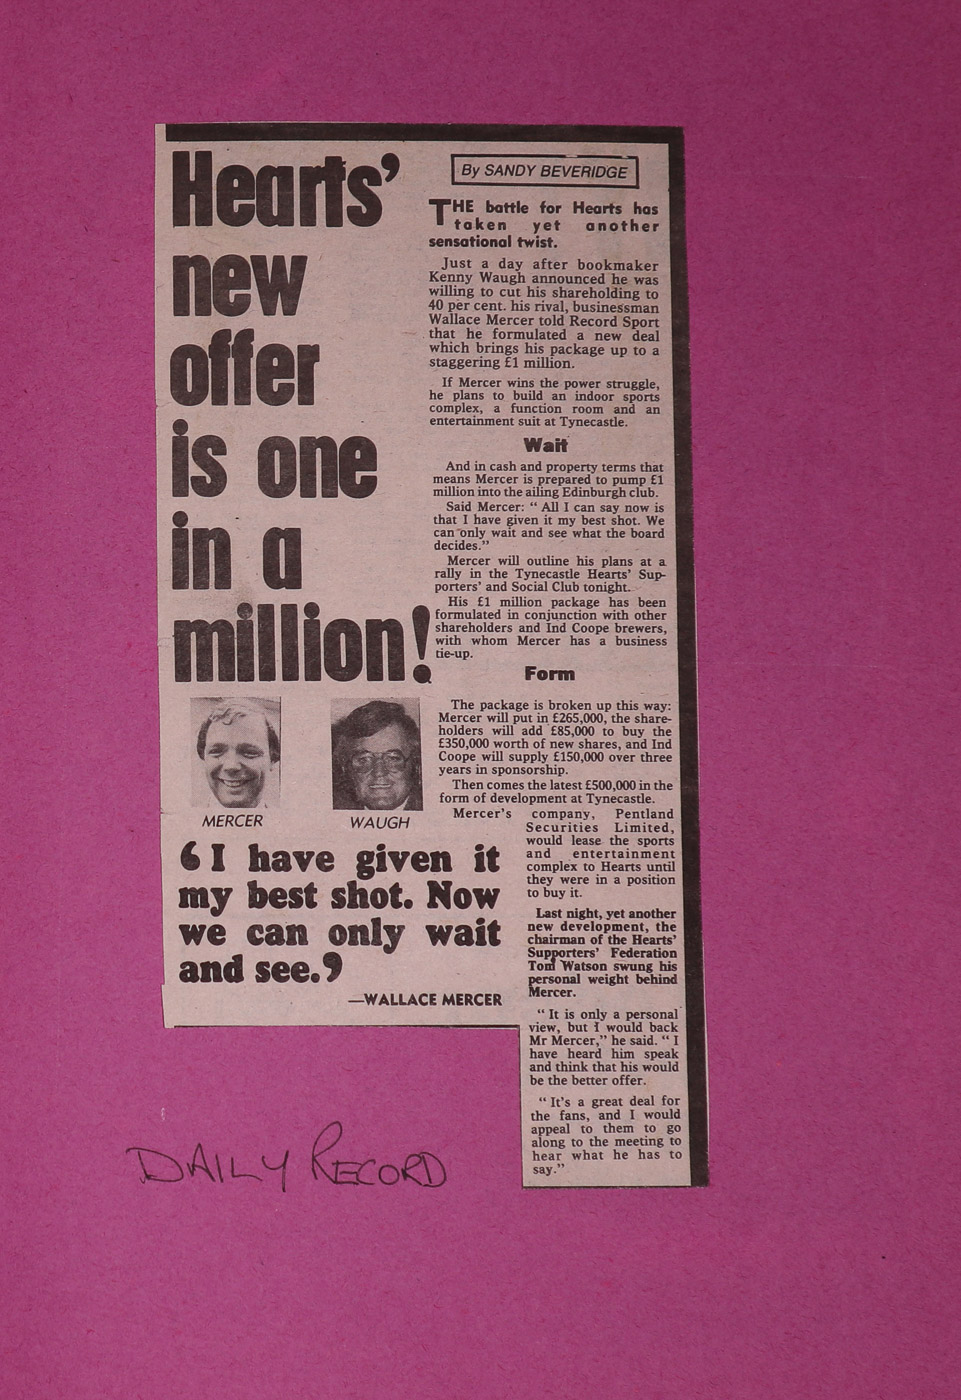 Hearts'
new
offer
is one
in a
million!
By SANDY BEVERIDGE
THE battle for Hearts has
taken yet another
sensational twist.
Just a day after bookmaker
Kenny Waugh announced he was
willing to cut his shareholding to
40 per cent. his rival, businessman
Wallace Mercer told Record Sport
that he formulated a new deal
which brings his package up to a
staggering £1 million.
If Mercer wins the power struggle,
he plans to build an indoor sports
complex, a function room and an
entertainment suit at Tynecastle.
Wait
And in cash and property terms that
means Mercer is prepared to pump £1
million into the ailing Edinburgh club.
Said Mercer: “ All I can say now is
that I have given it my best shot. We
can only wait and see what the board
decides.”
Mercer will outline his plans at a
rally in the Tynecastle Hearts' Sup-
porters' and Social Club tonight.
His £1 million package has been
formulated in conjunction with other
shareholders and Ind Coope brewers,
with whom Mercer has a business
tie-up.
Form
The package is broken up this way:
Mercer will put in £265,000, the share-
holders will add £85,000 to buy the
£350,000 worth of new shares, and Ind
Coope will supply £150,000 over three
years in sponsorship.
Then comes the latest £500,000 in the
form of development at Tynecastle.
Mercer's company, Pentland
Securities Limited,
would lease the sports
and entertainment
complex to Hearts until
they were in a position
to buy it.
Last night, yet another
new development, the
chairman of the Hearts'
Supporters' Federation
Tom Watson swung his
personal weight behind
Mercer.
“ It is only a personal
view, but I would back
Mr Mercer,” he said. “ I
have heard him speak
and think that his would
be the better offer.
“ It's a great deal for
the fans, and I would
appeal to them to go
along to the meeting to
hear what he has to
say.”
MERCER
WAUGH
‘I have given it
my best shot. Now
we can only wait
and see.’
—WALLACE MERCER
DAILY RECORD